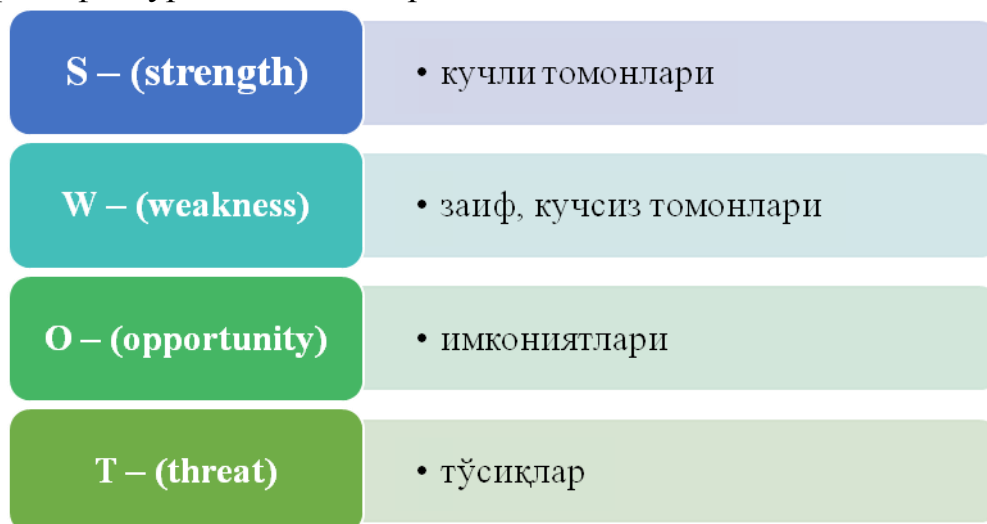 S – (strength)
• кучли томонлари
W – (weakness)
• заиф, кучсиз томонлари
O – (opportunity)
• имкониятлари
T – (threat)
• тўсиқлар